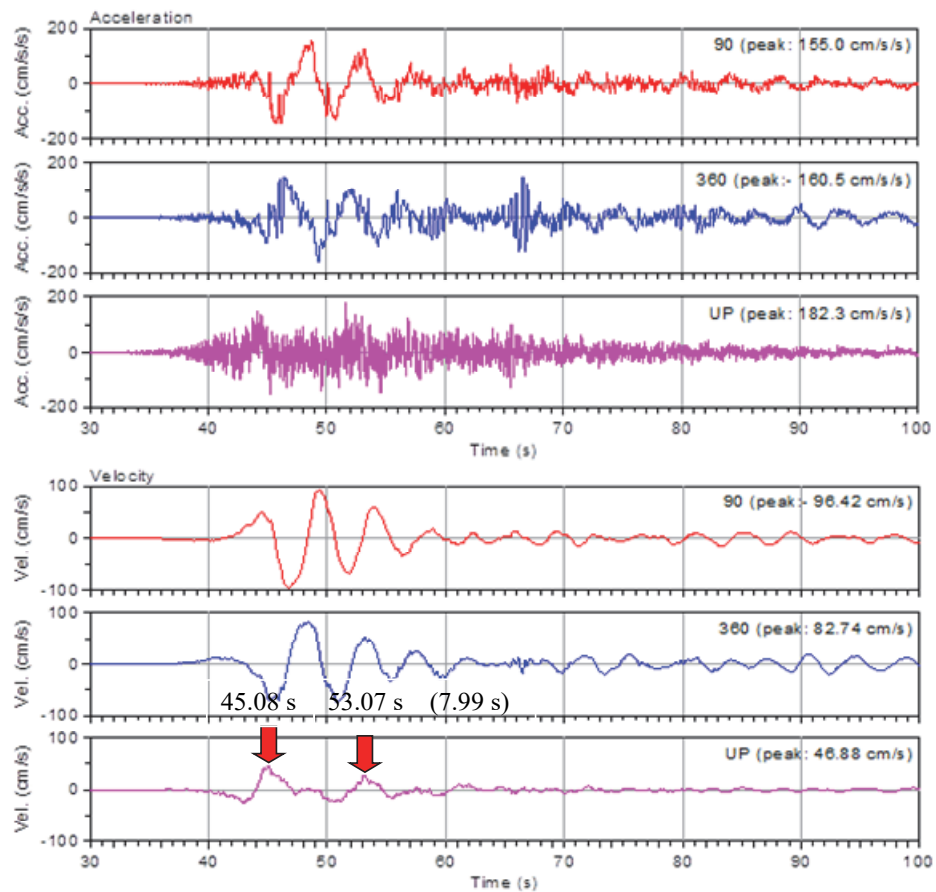 Acceleration
200
0
-200
Acc. (cm/s/s)
90 (peak: 155.0 cm/s/s)
200
0
-200
Acc. (cm/s/s)
360 (peak:- 160.5 cm/s/s)
200
0
-200
Acc. (cm/s/s)
UP (peak: 182.3 cm/s/s)
30 40 50 60 70 80 90 100
Time (s)
Velocity
100
0
-100
Vel. (cm/s)
90 (peak:- 96.42 cm/s)
100
0
-100
Vel. (cm/s)
360 (peak: 82.74 cm/s)
45.08 s 53.07 s (7.99 s)
100
0
-100
Vel. (cm/s)
UP (peak: 46.88 cm/s)
30 40 50 60 70 80 90 100
Time (s)